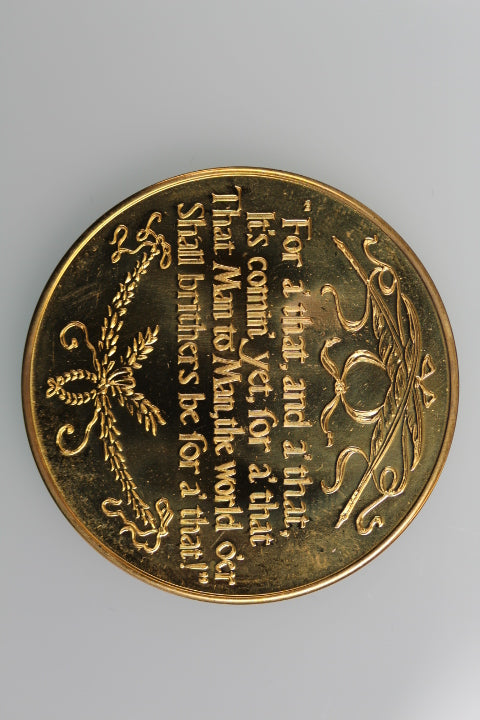 "For a' that, and a' that,
It's comin' yet, for a' that
That Man to Man, the world o'er
Shall brithers be for a' that!"